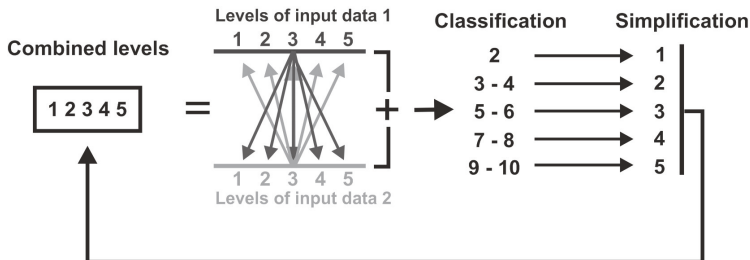 Combined levels
1 2 3 4 5
=
Levels of input data 1
1 2 3 4 5
+
1 2 3 4 5
Levels of input data 2
Classification
2
3 - 4
5 - 6
7 - 8
9 - 10
Simplification
1
2
3
4
5